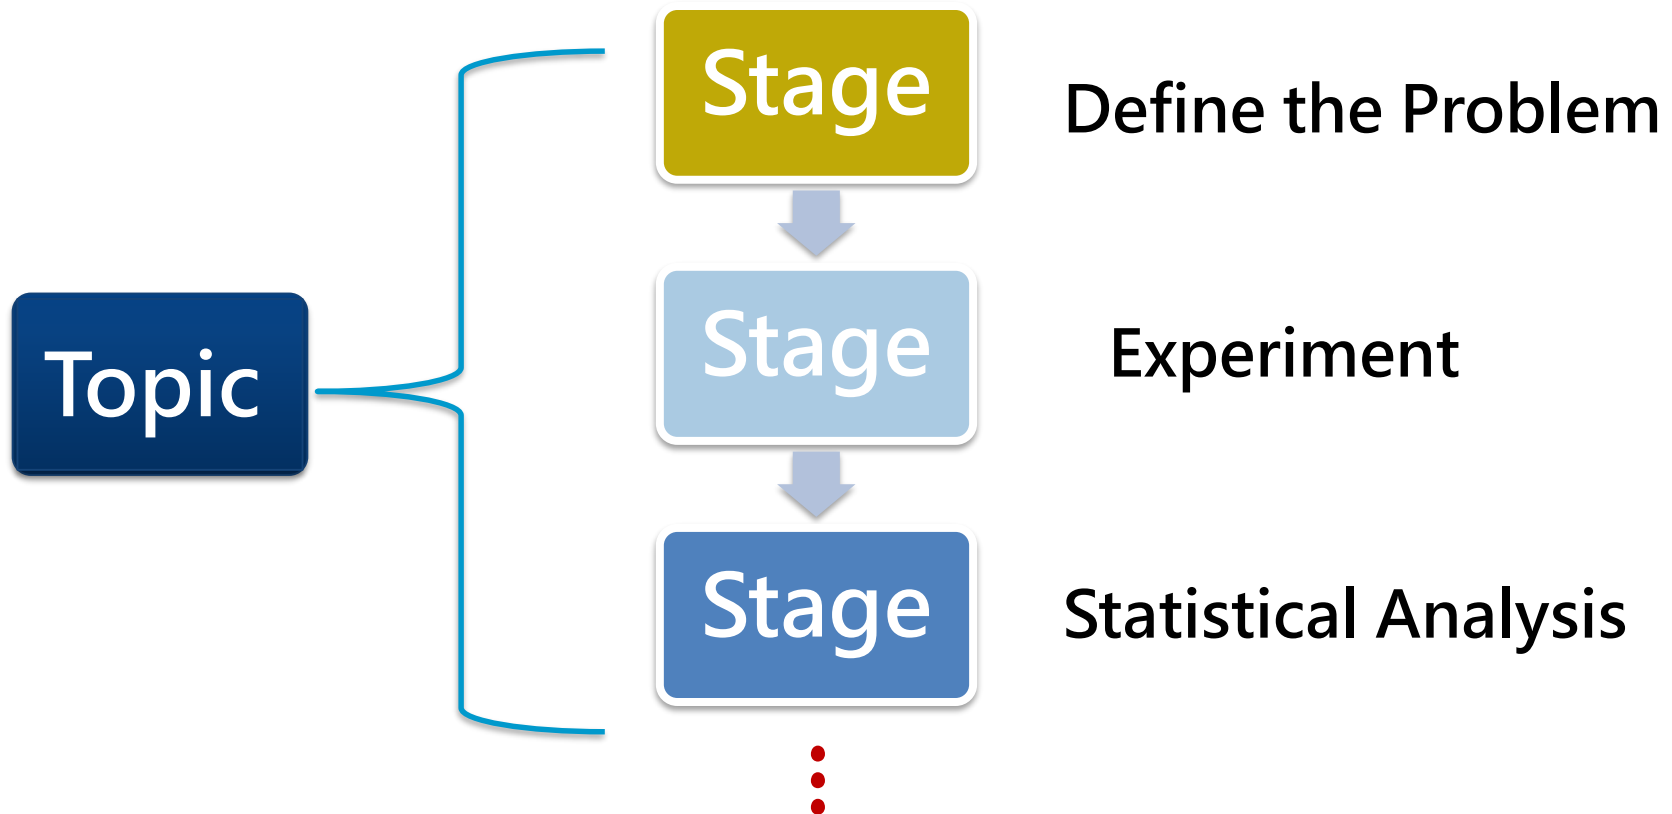 Stage
Define the Problem
Topic
Stage
Experiment
Stage
Statistical Analysis